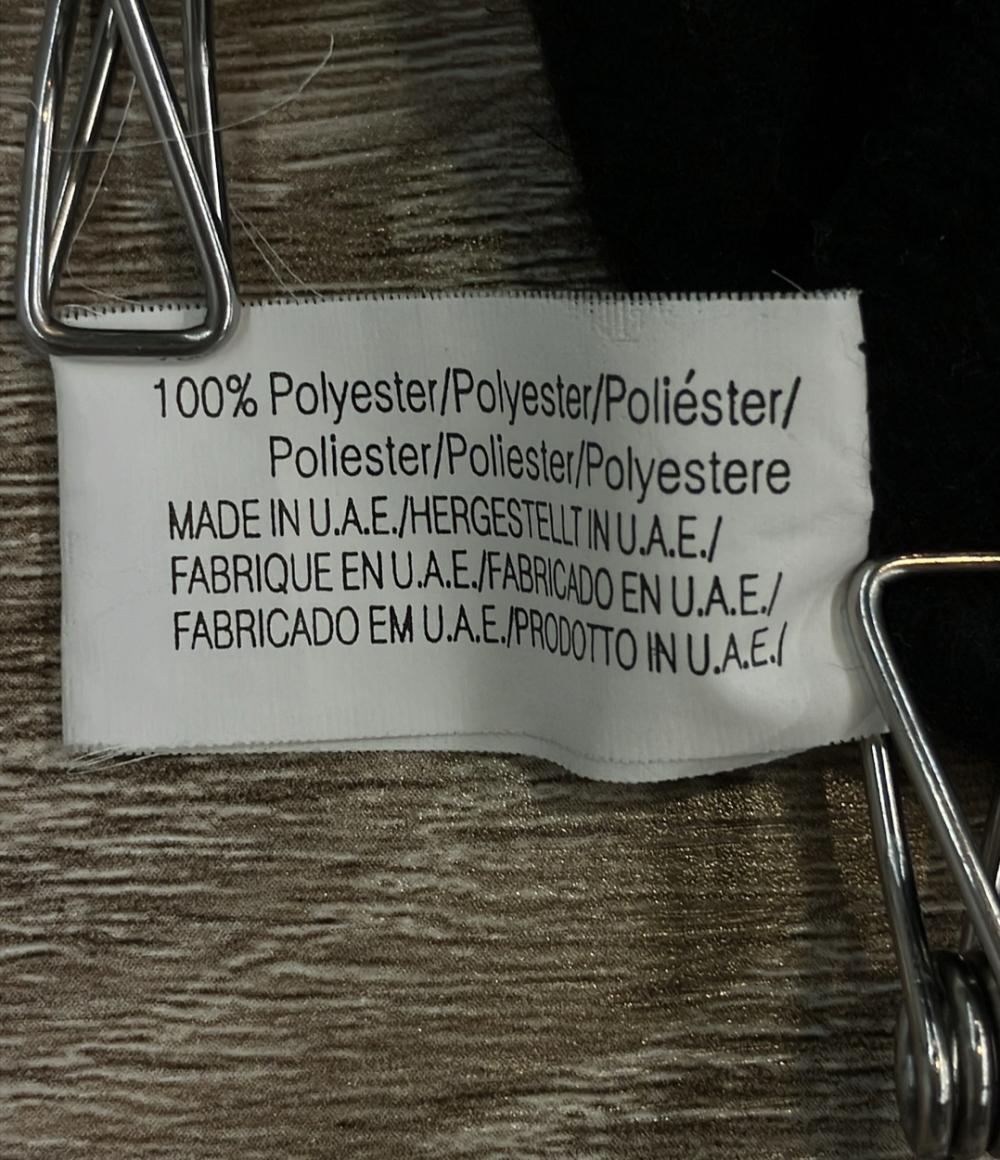 100% Polyester/Polyester/Poliéster/
Poliester/Poliester/Polyestere
MADE IN U.A.E./HERGESTELLT IN U.A.E./
FABRIQUE EN U.A.E./FABRICADO EN U.A.E./
FABRICADO EM U.A.E./PRODOTTO IN U.A.E./